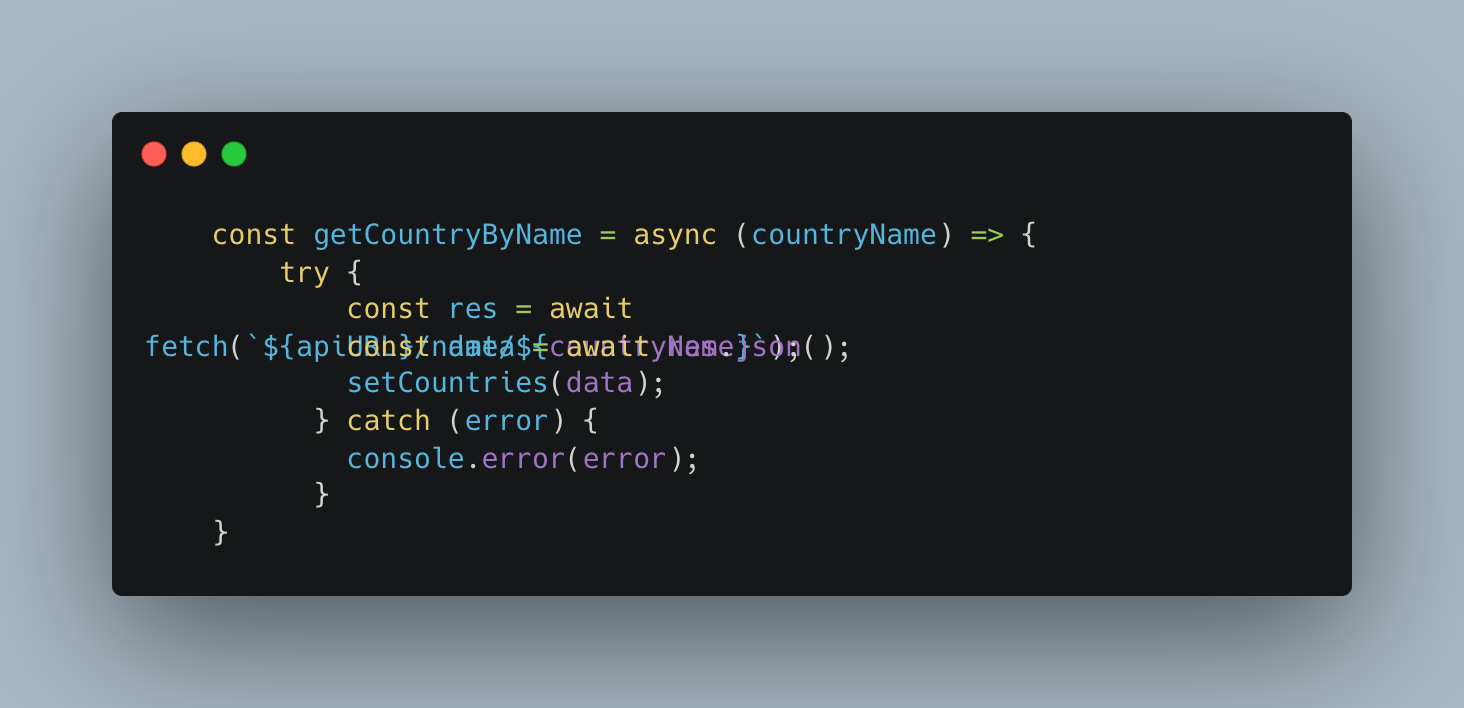 const getCountryByName = async (countryName) => {
try {
const res = await
fetch(`${apiURL}/name/${countryName}`);
const data = await res.json();
setCountries(data);
} catch (error) {
console.error(error);
}
}